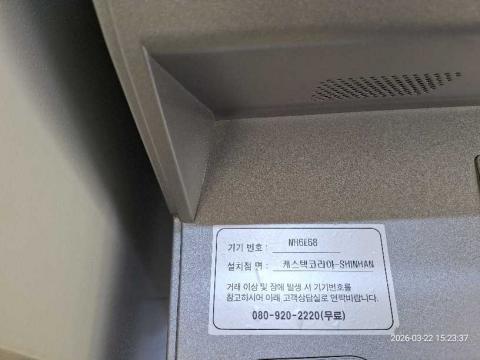 기기 번호 : NH6E68
설치점 명 : 케스택코리아-SHINHAN
거래 이상 및 장애 발생 시 기기번호를
참고하시어 아래 고객상담실로 연락바랍니다.
080-920-2220(무료)
2026-03-22 15:23:37